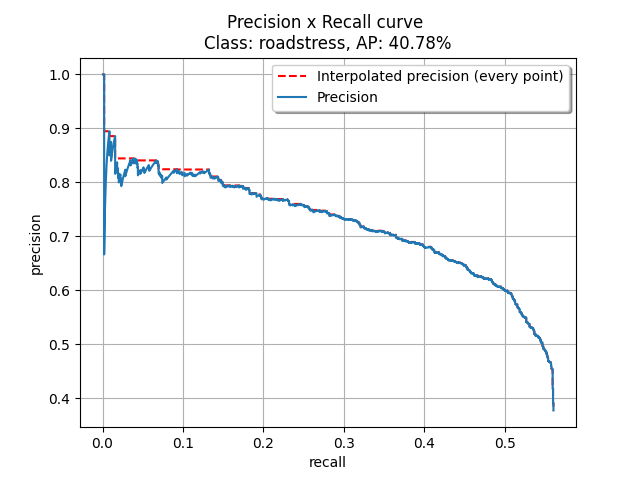 Precision x Recall curve
Class: roadstress, AP: 40.78%
Interpolated precision (every point)
Precision
1.0
0.9
0.8
0.7
0.6
0.5
0.4
precision
0.0 0.1 0.2 0.3 0.4 0.5
recall